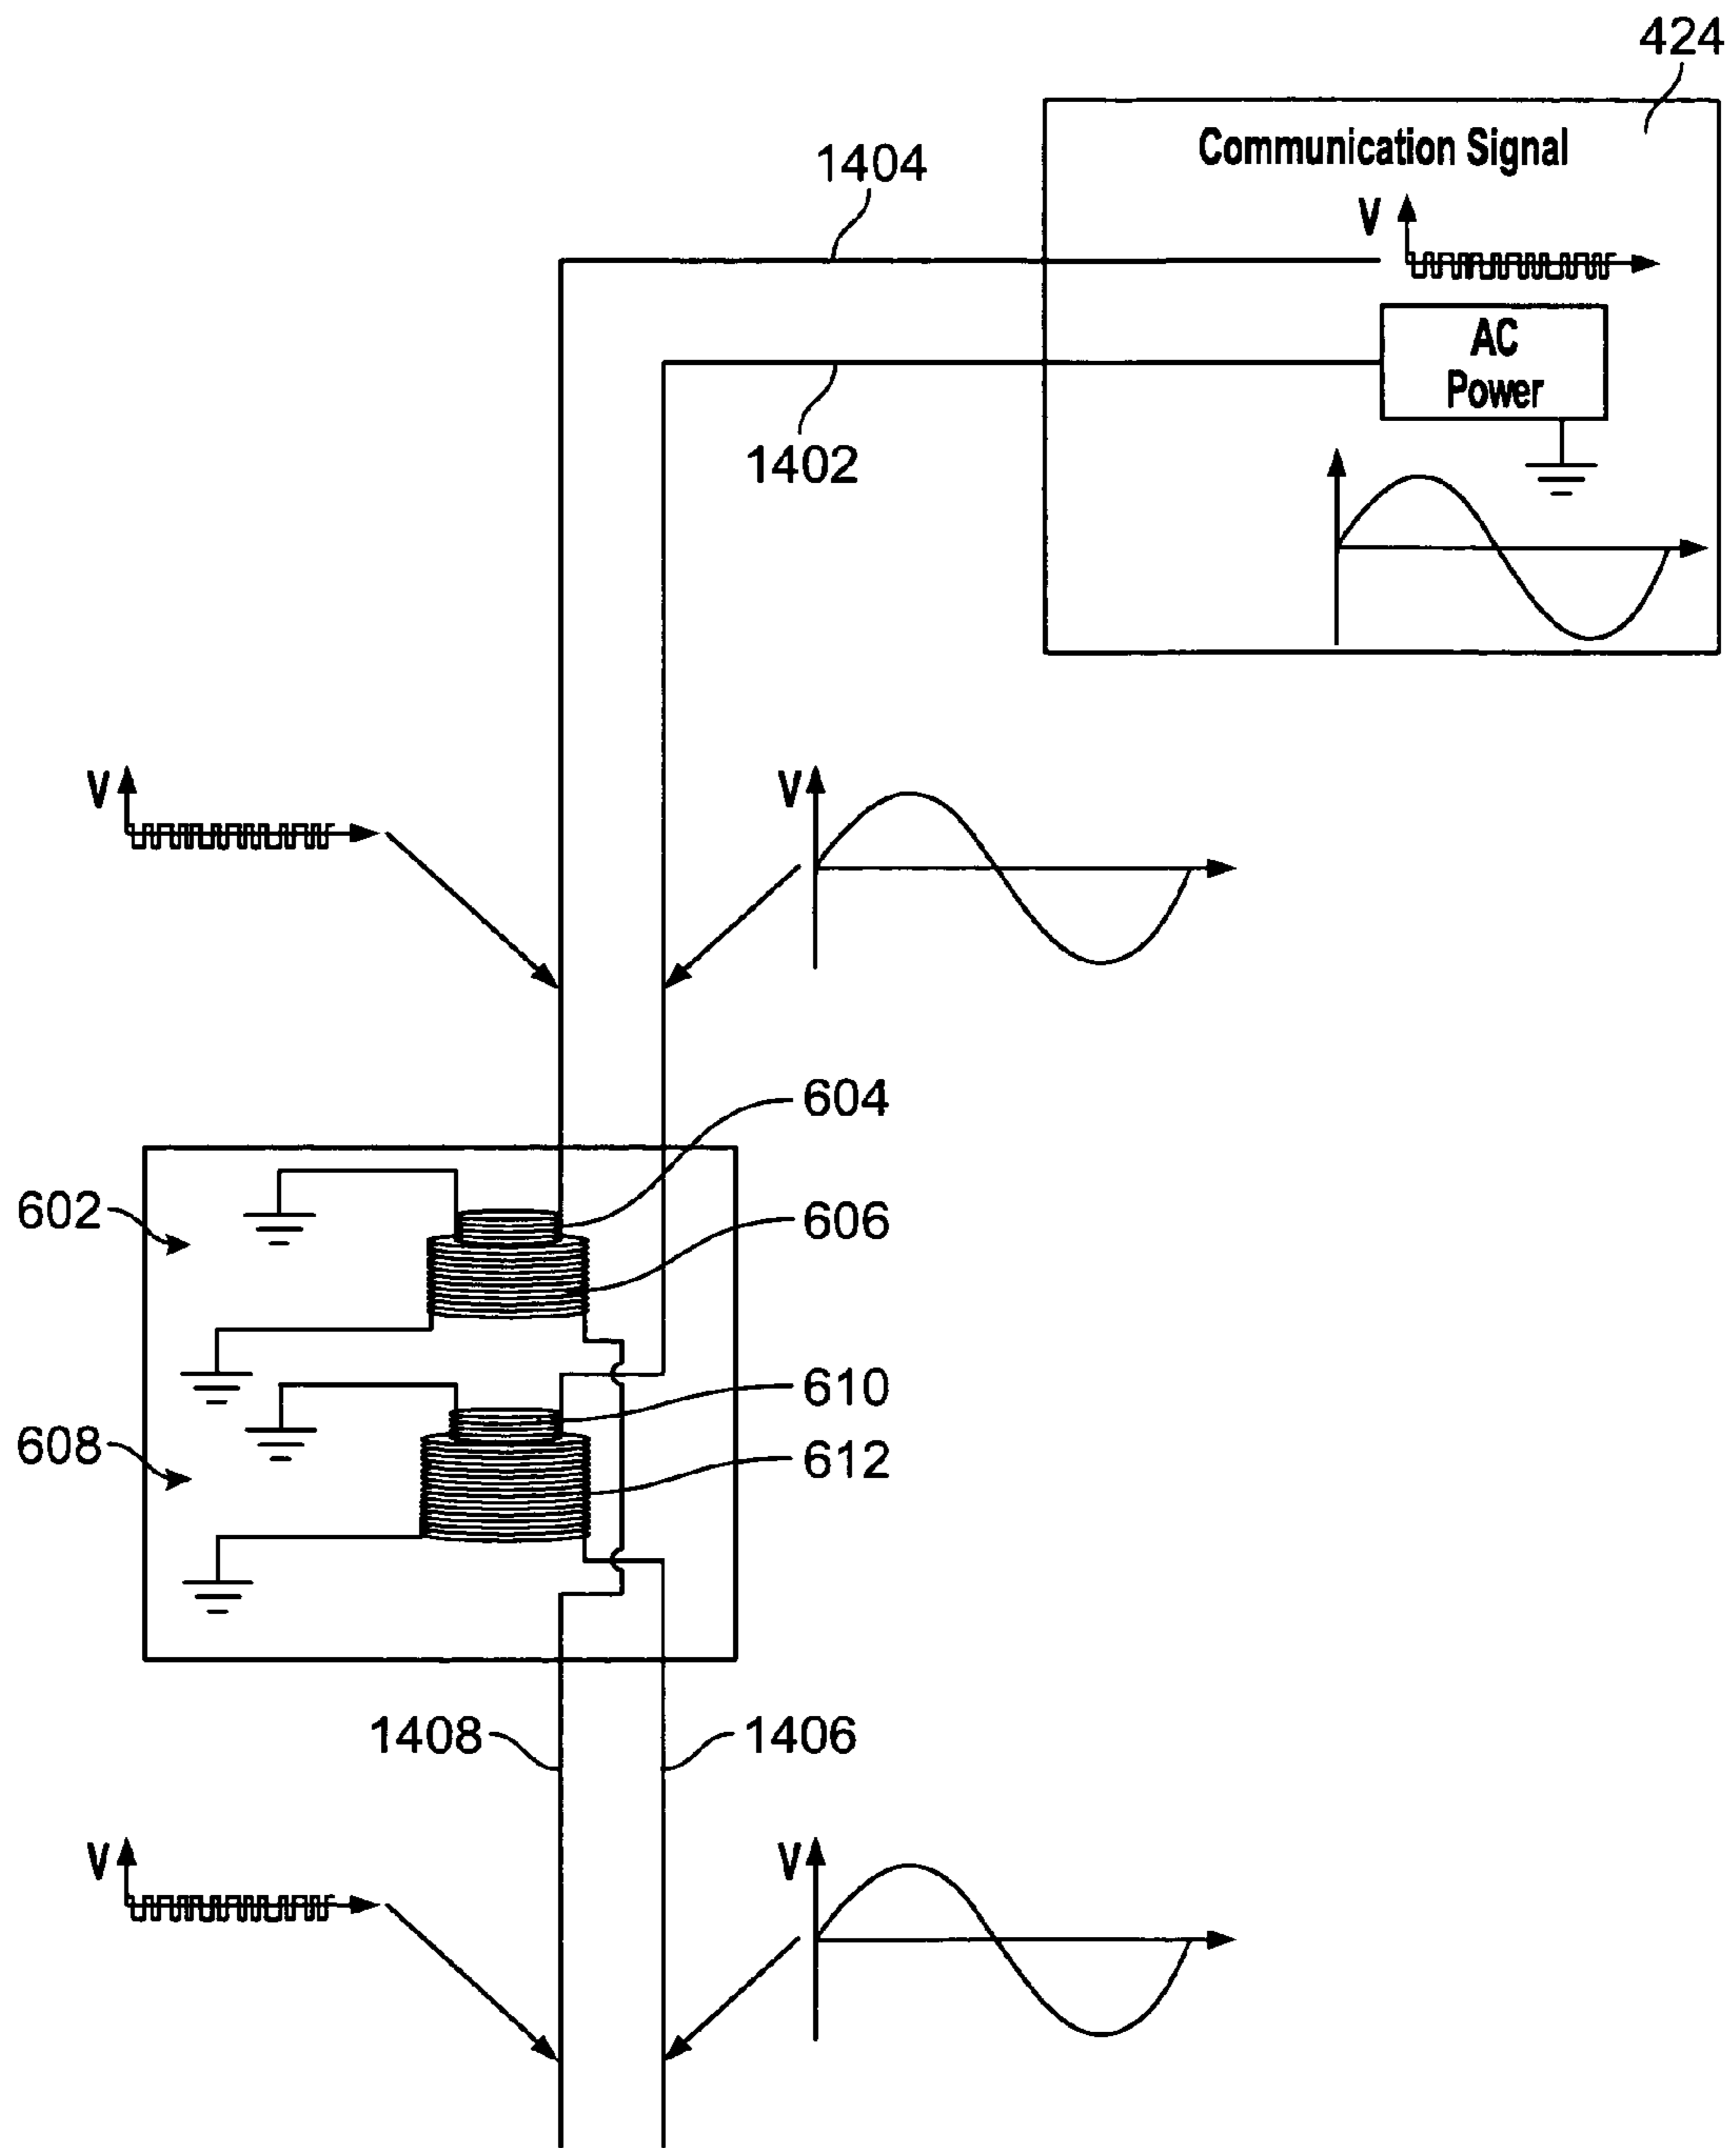 424
Communication Signal
1404
V
AC
Power
1402
V
V
604
602
606
610
608
612
1408
1406
V
V